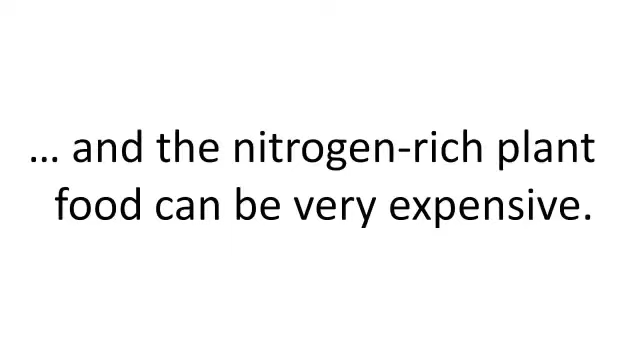 … and the nitrogen-rich plant
food can be very expensive.